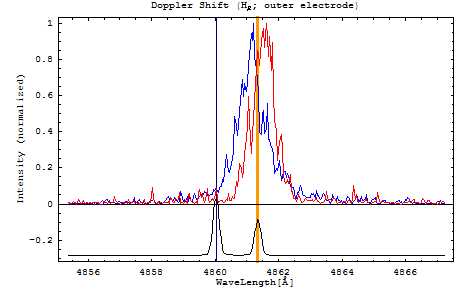 Doppler Shift (Hβ; outer electrode)
1
0.8
0.6
0.4
0.2
0
-0.2
Intensity (normalized)
4856 4858 4860 4862 4864 4866
WaveLength[Å]